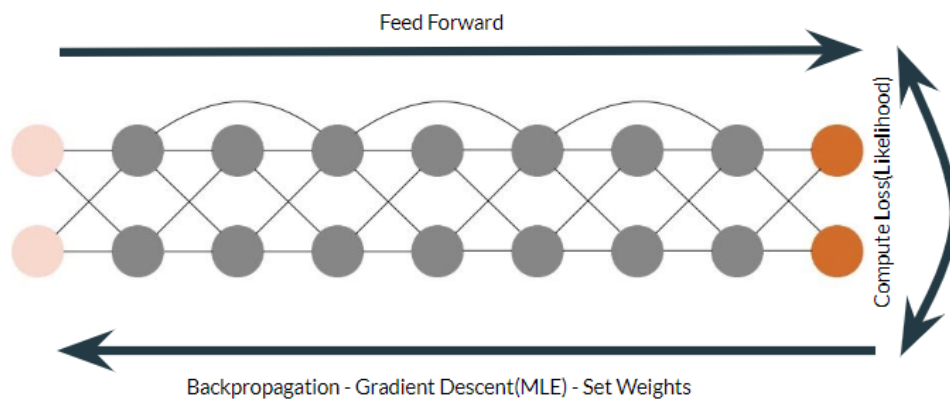 Feed Forward
Compute Loss(Likelihood)
Backpropagation - Gradient Descent(MLE) - Set Weights